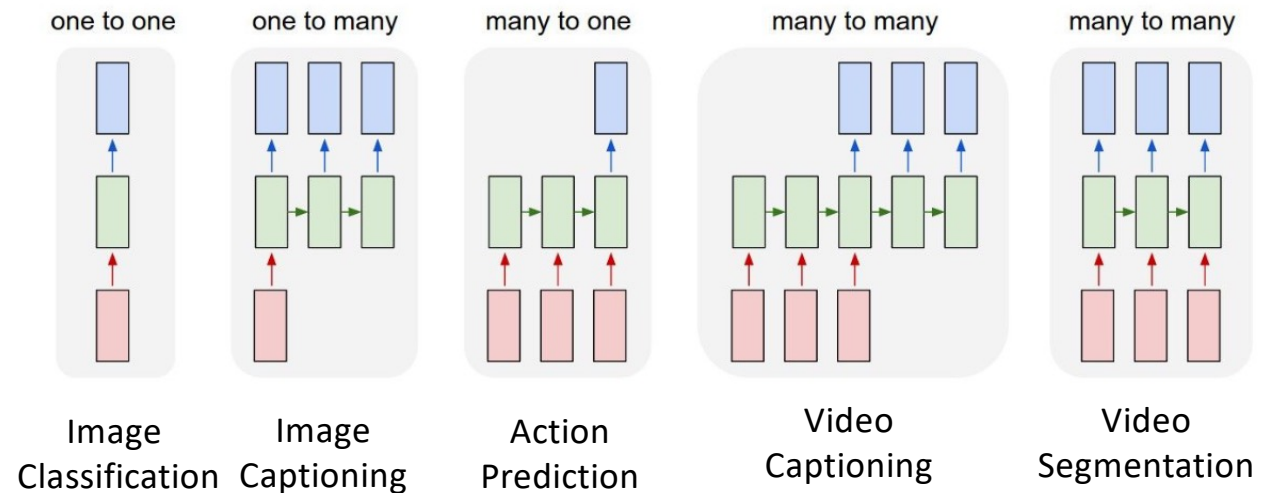 one to one
one to many
many to one
many to many
many to many
Image
Classification
Image
Captioning
Action
Prediction
Video
Captioning
Video
Segmentation